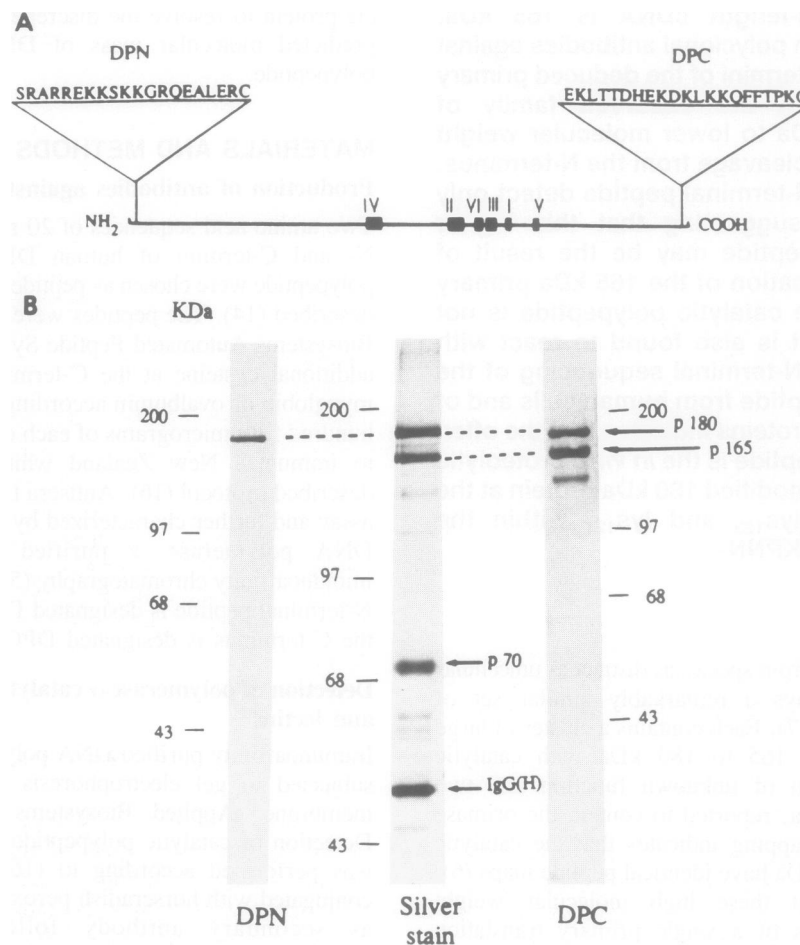 A
DPN
DPC
SRARREKKSKKGRQEALERC
EKLTTDHEKDKLKKQFFTPKC
IV II VI III I V
NH2
COOH
B
KDa
200
200
200
p 180
p 165
97
97
97
68
68
68
p 70
43
43
43
IgG(H)
DPN
Silver
stain
DPC